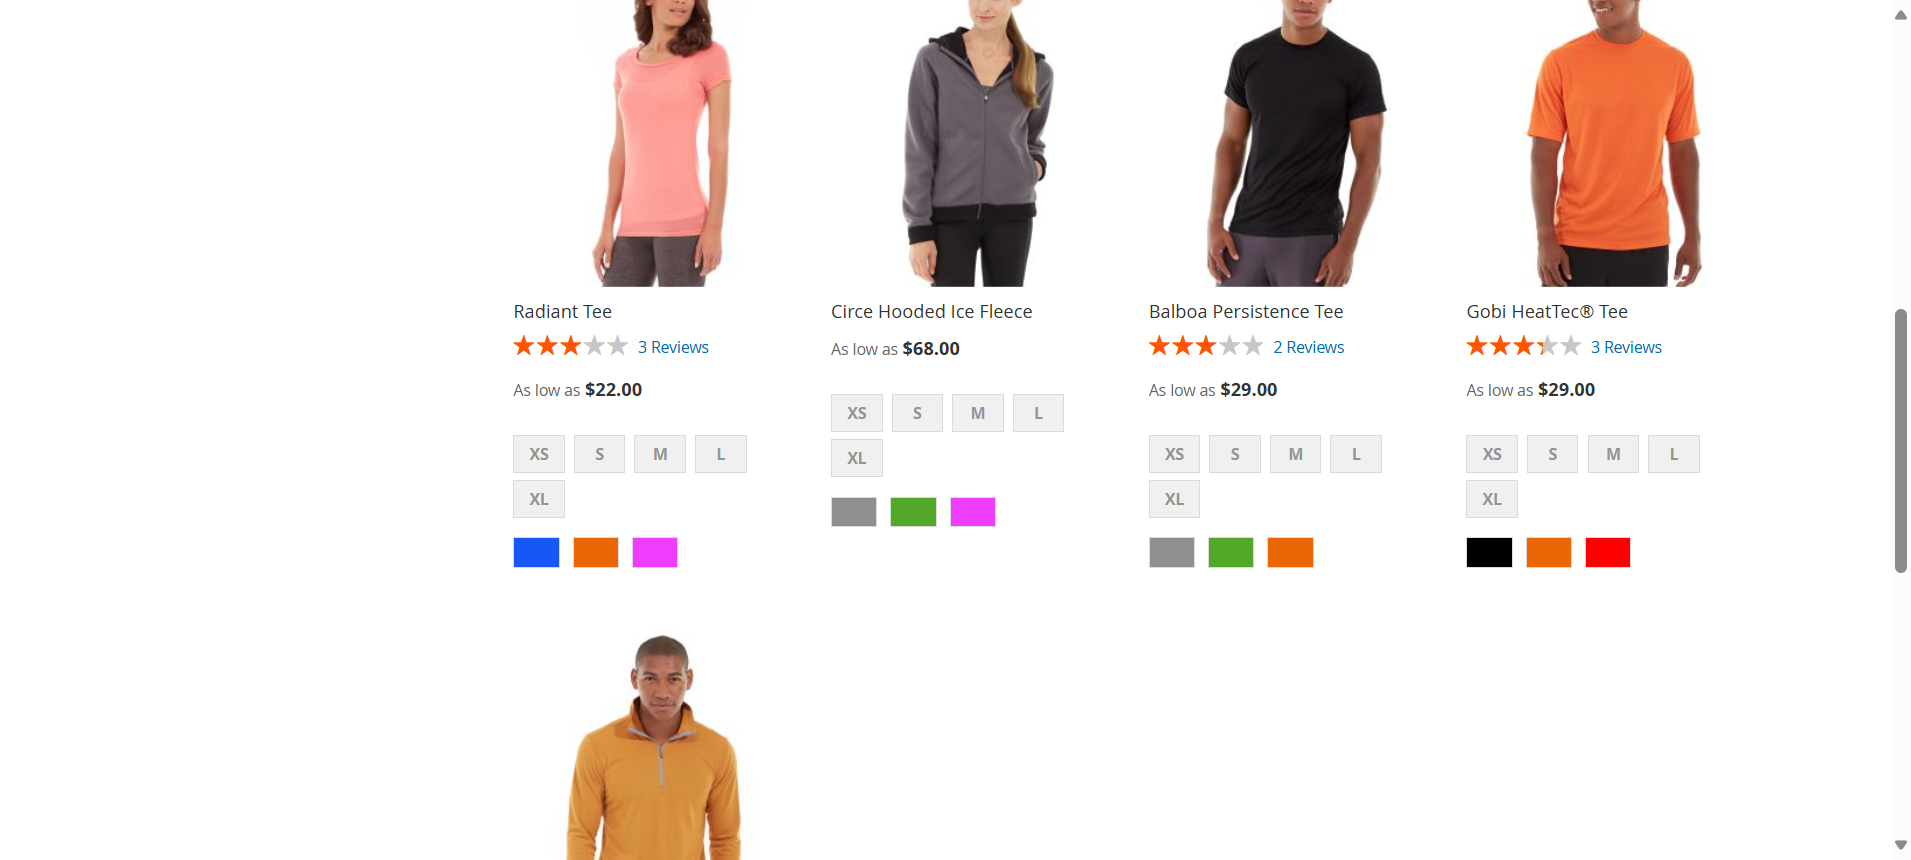 Radiant Tee
3 Reviews
As low as $22.00
XS S M L
XL
Circe Hooded Ice Fleece
As low as $68.00
XS S M L
XL
Balboa Persistence Tee
2 Reviews
As low as $29.00
XS S M L
XL
Gobi HeatTec® Tee
3 Reviews
As low as $29.00
XS S M L
XL